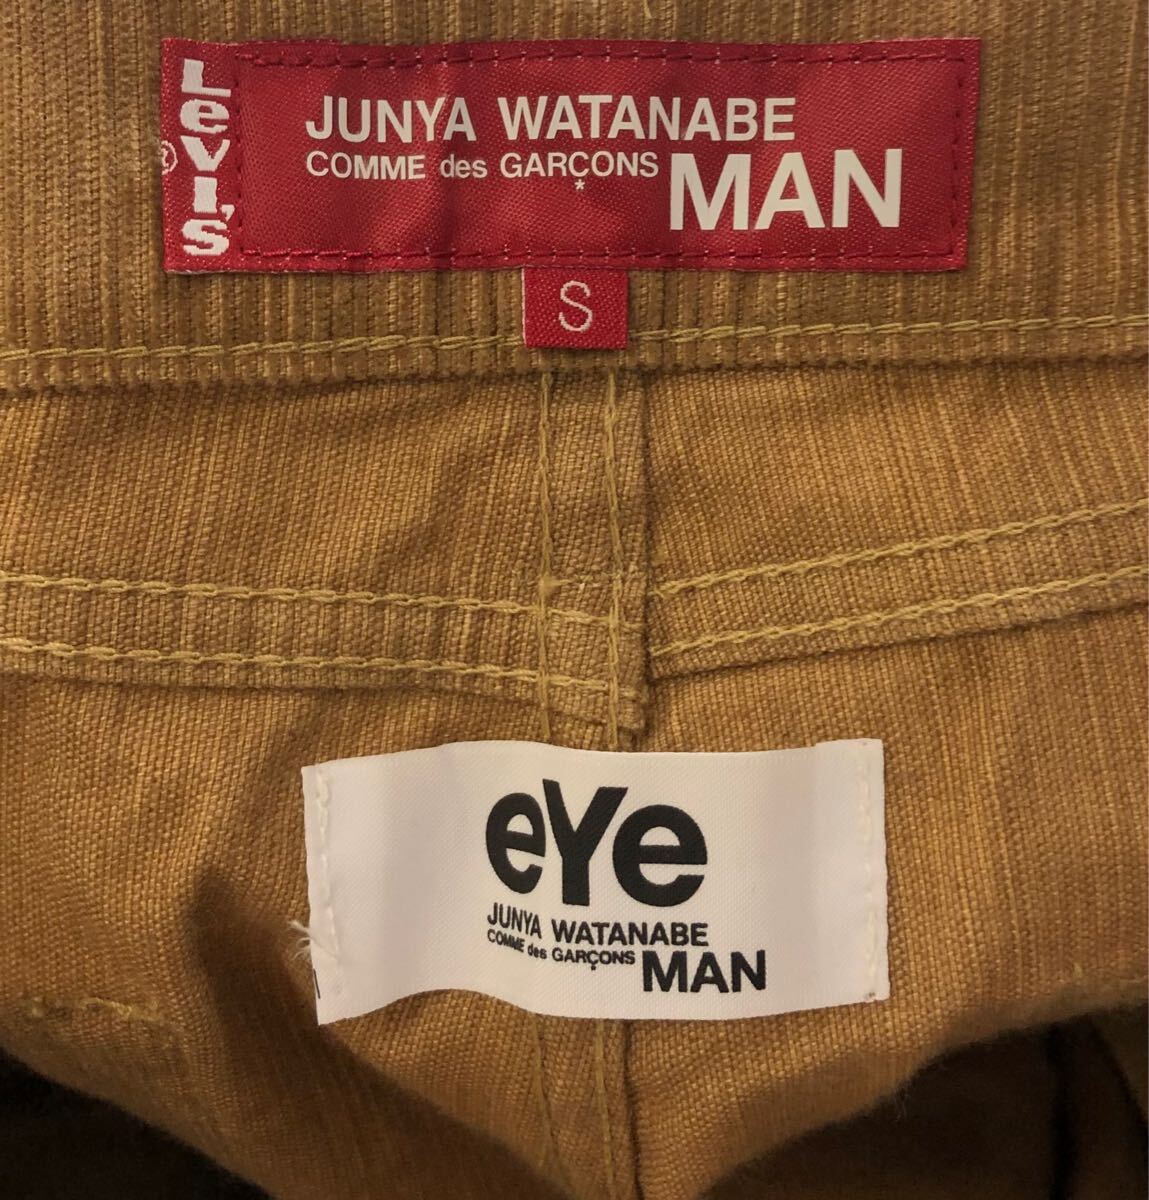 Levi's
®
JUNYA WATANABE
COMME des GARÇONS MAN
*
S
eYe
JUNYA WATANABE
COMME des GARÇONS MAN